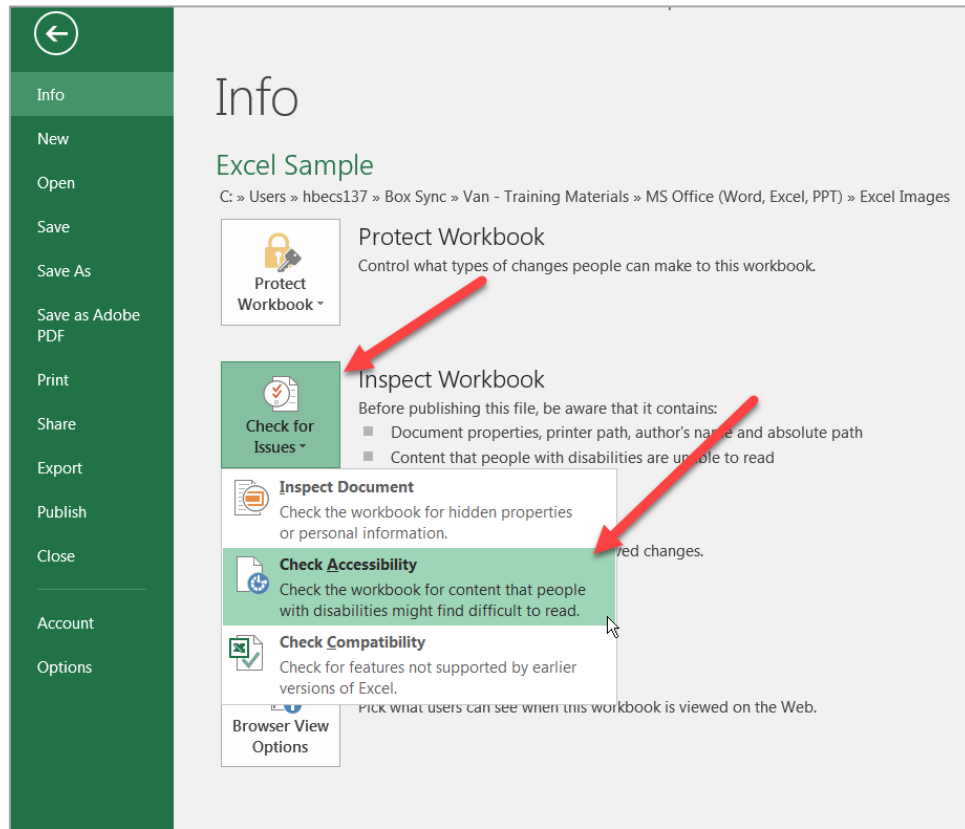 Info
New
Open
Save
Save As
Save as Adobe
PDF
Print
Share
Export
Publish
Close
Account
Options
Info
Excel Sample
C: » Users » hbecs137 » Box Sync » Van - Training Materials » MS Office (Word, Excel, PPT) » Excel Images
Protect
Workbook
Protect Workbook
Control what types of changes people can make to this workbook.
Check for
Issues
Inspect Workbook
Before publishing this file, be aware that it contains:
Document properties, printer path, author's name and absolute path
Content that people with disabilities are unable to read
Inspect Document
Check the workbook for hidden properties
or personal information.
Check Accessibility
Check the workbook for content that people
with disabilities might find difficult to read.
Check Compatibility
Check for features not supported by earlier
versions of Excel.
changes.
Browser View
Options
Pick what users can see when this workbook is viewed on the Web.